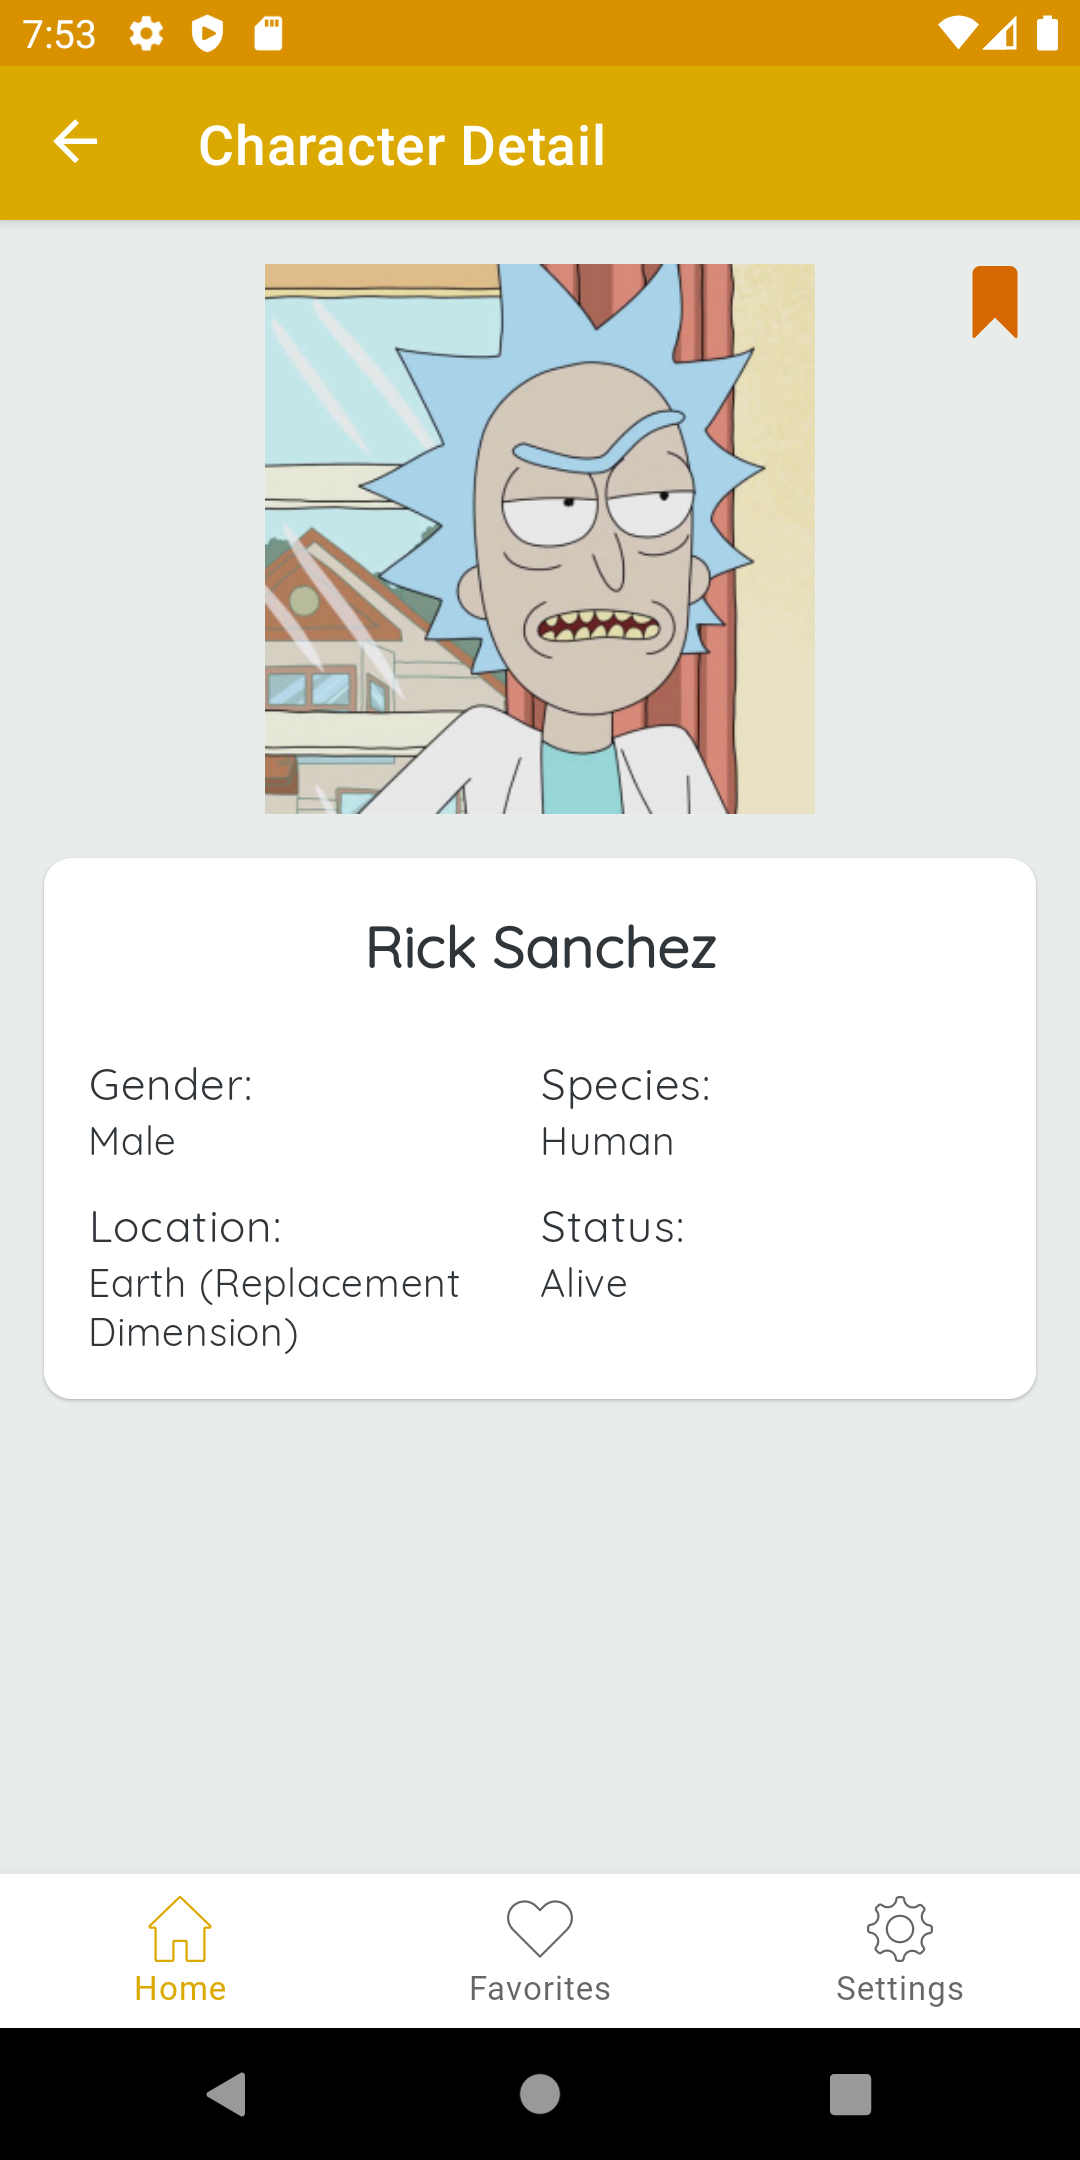 7:53
Character Detail
Rick Sanchez
Gender:
Male
Species:
Human
Location:
Earth (Replacement
Dimension)
Status:
Alive
Home
Favorites
Settings